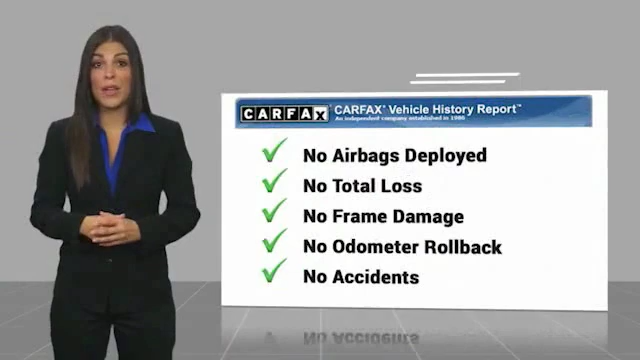 CARFAX® CARFAX® Vehicle History Report™
An independent company established in 1986
No Airbags Deployed
No Total Loss
No Frame Damage
No Odometer Rollback
No Accidents